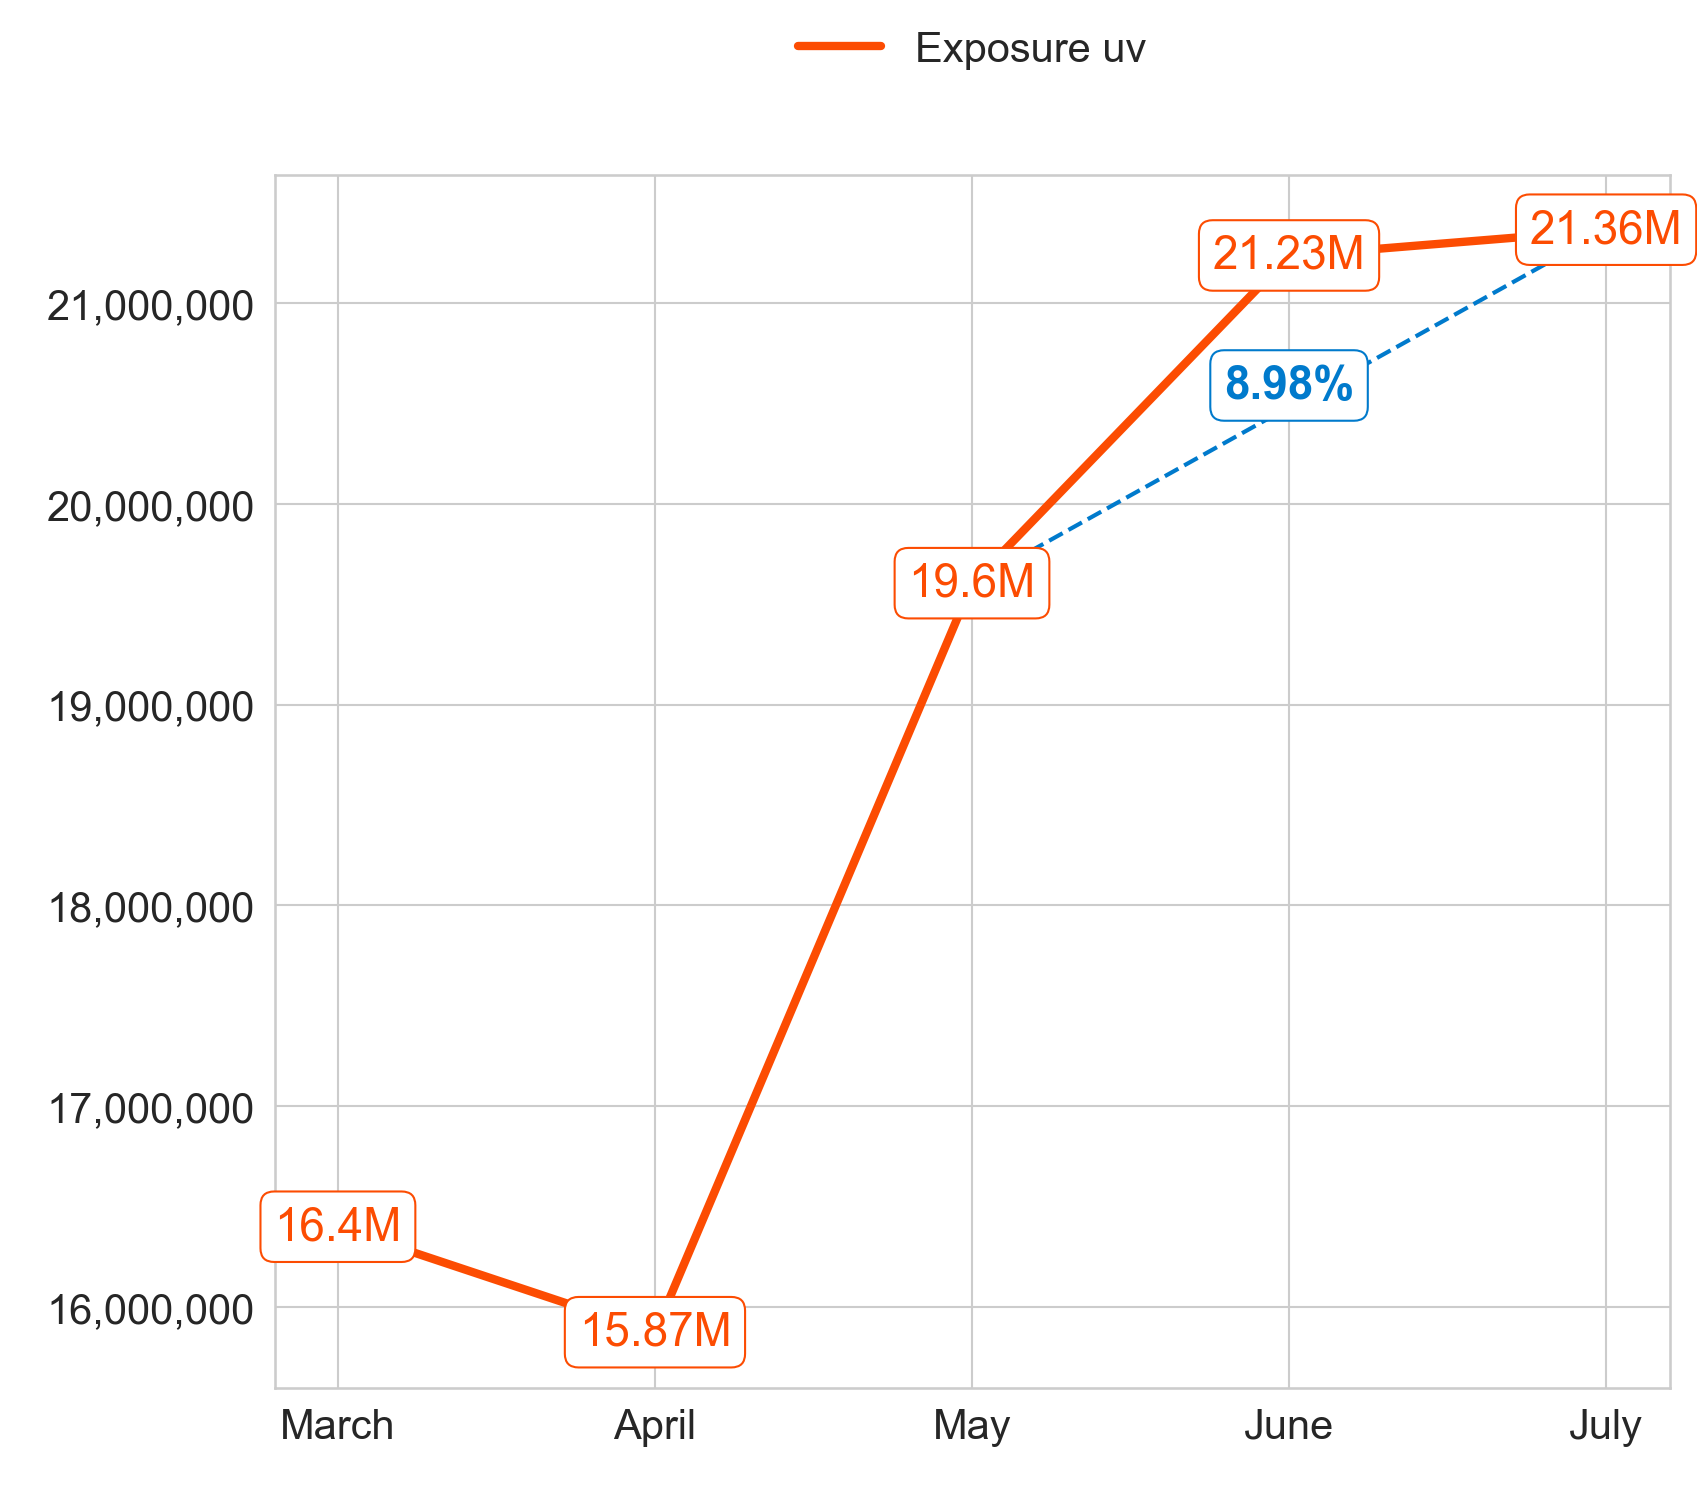 Exposure uv
21,000,000
20,000,000
19,000,000
18,000,000
17,000,000
16,000,000
16.4M
15.87M
19.6M
21.23M
21.36M
8.98%
March
April
May
June
July